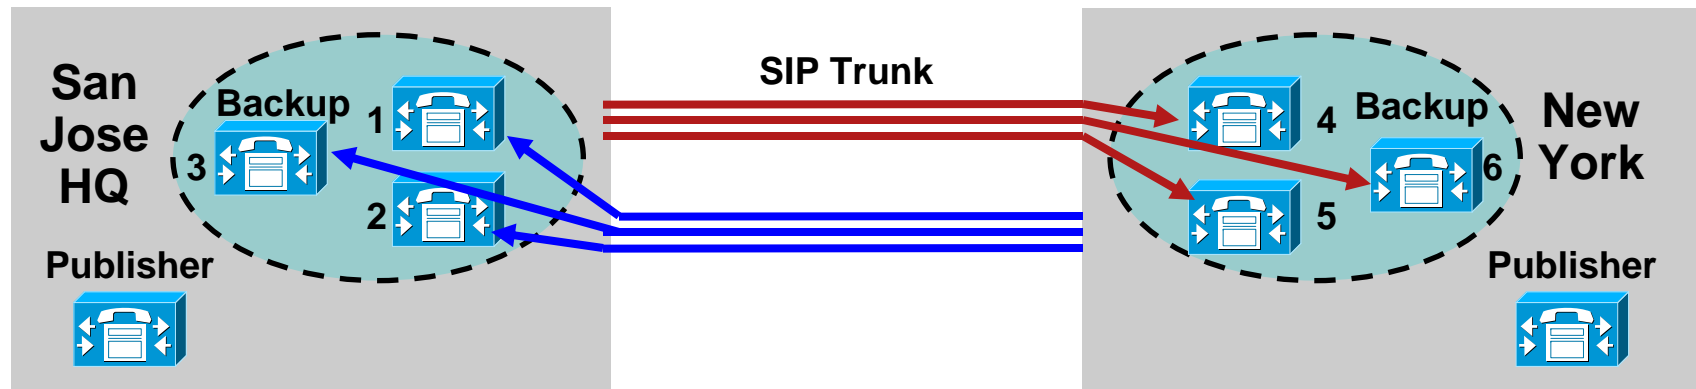 San
Jose
HQ
Backup
1
3
2
Publisher
SIP Trunk
4
Backup
6
5
New
York
Publisher